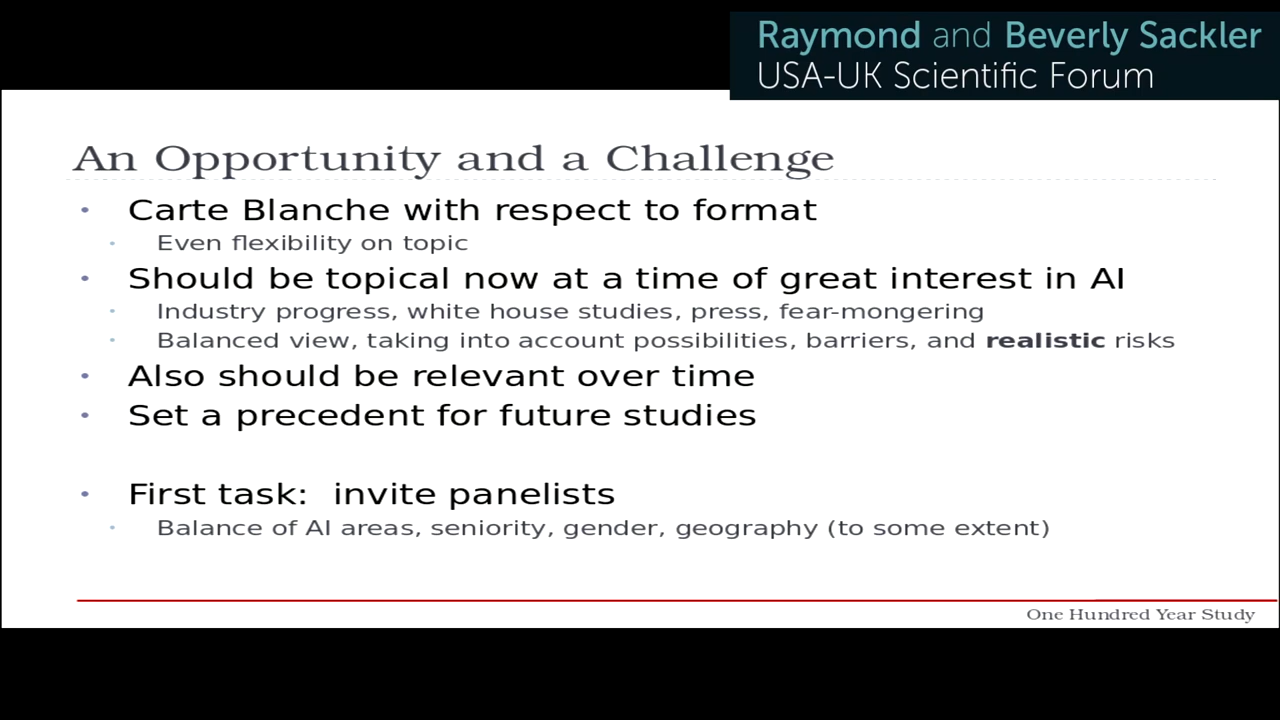 Raymond and Beverly Sackler
USA-UK Scientific Forum
An Opportunity and a Challenge
• Carte Blanche with respect to format
• Even flexibility on topic
• Should be topical now at a time of great interest in AI
• Industry progress, white house studies, press, fear-mongering
• Balanced view, taking into account possibilities, barriers, and realistic risks
• Also should be relevant over time
• Set a precedent for future studies
• First task:  invite panelists
• Balance of AI areas, seniority, gender, geography (to some extent)
One Hundred Year Study